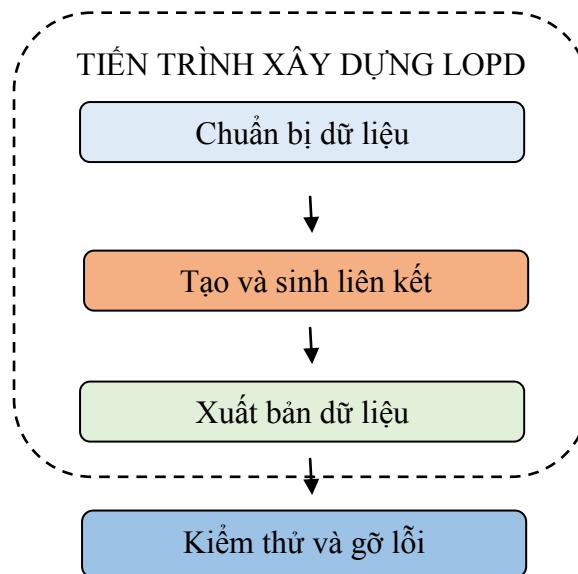 TIẾN TRÌNH XÂY DỰNG LOPD
Chuẩn bị dữ liệu
Tạo và sinh liên kết
Xuất bản dữ liệu
Kiểm thử và gỡ lỗi